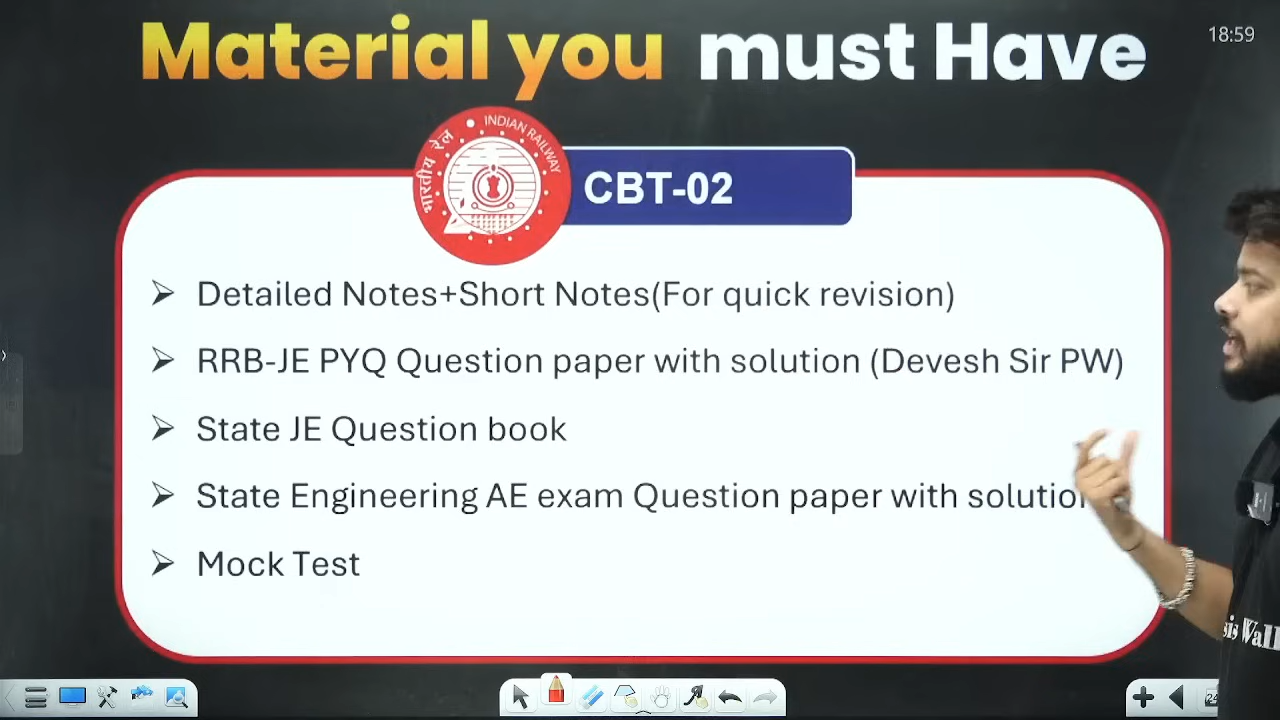 Material you must Have
18:59
भारतीय रेल
INDIAN RAILWAY
CBT-02
Detailed Notes+Short Notes(For quick revision)
RRB-JE PYQ Question paper with solution (Devesh Sir PW)
State JE Question book
State Engineering AE exam Question paper with solution
Mock Test